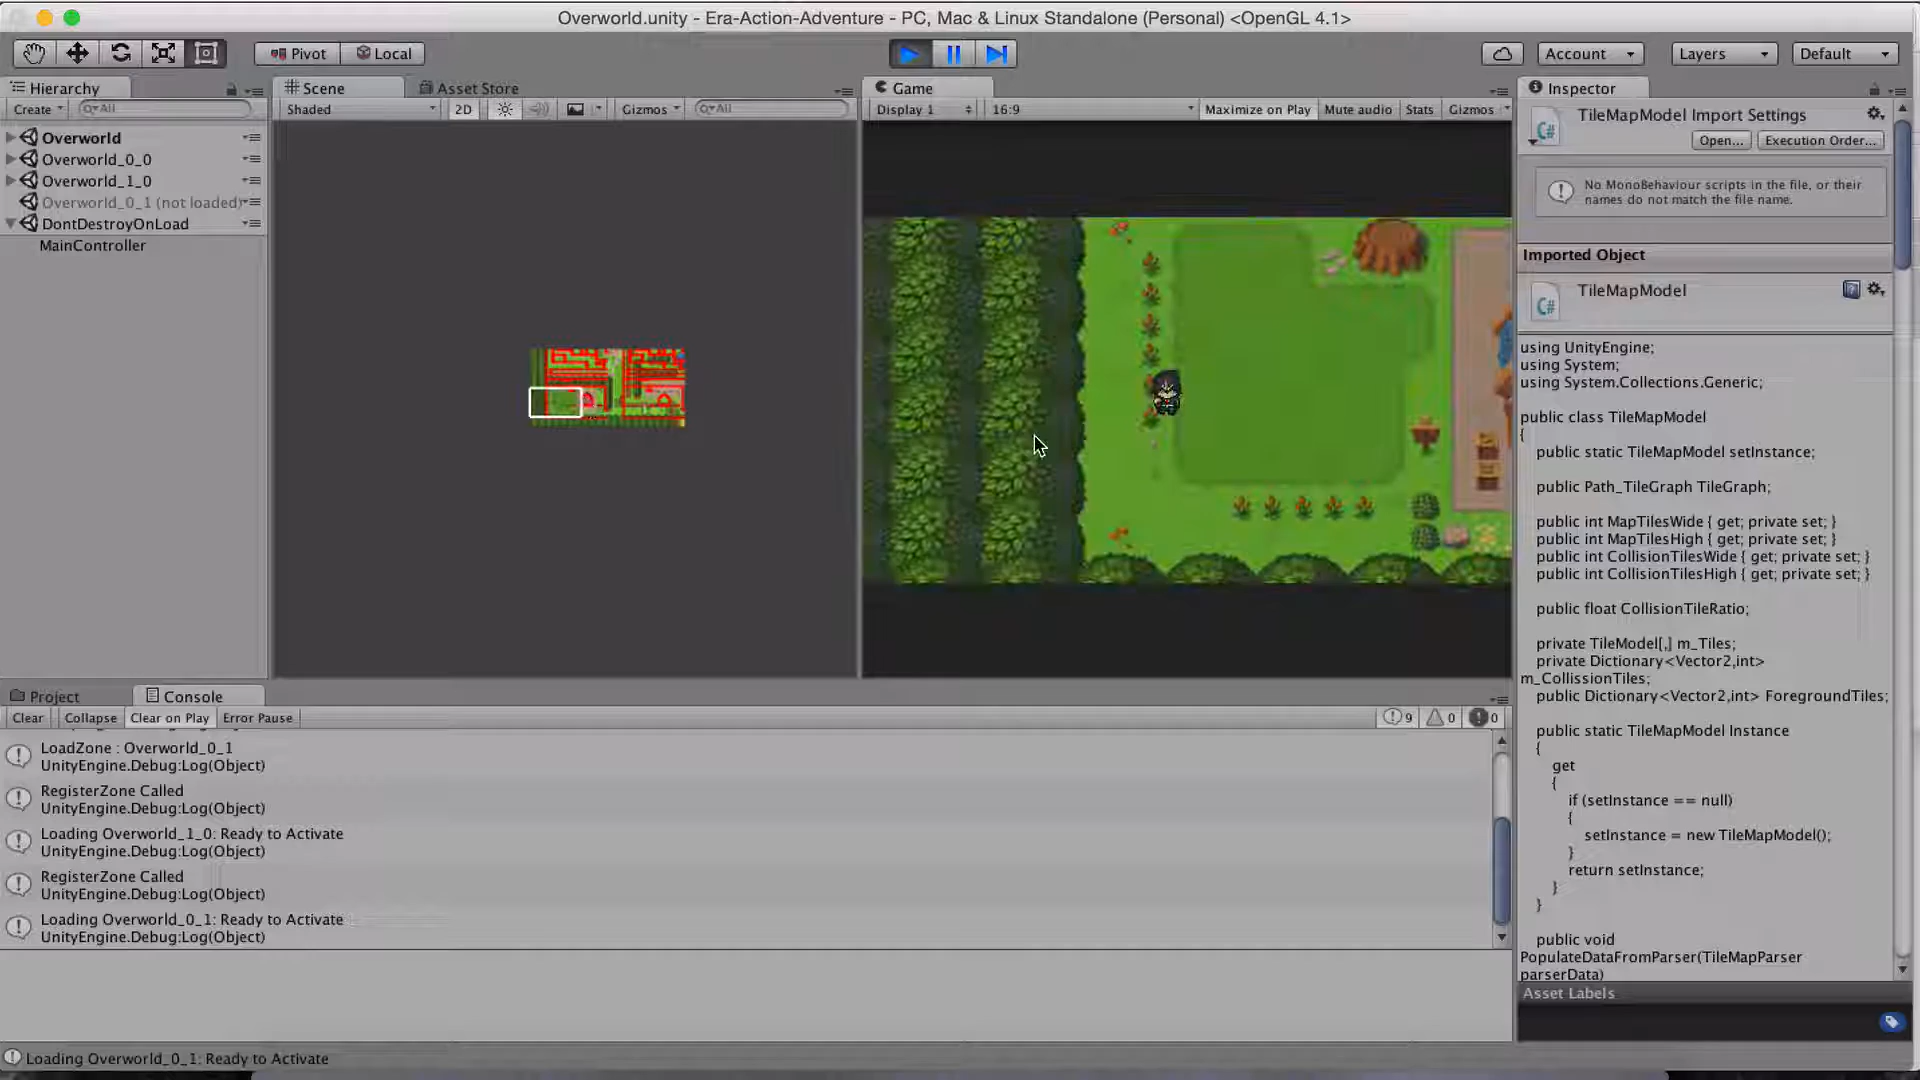 Overworld.unity - Era-Action-Adventure - PC, Mac & Linux Standalone (Personal) <OpenGL 4.1>
Pivot
Local
Account
Layers
Default
Hierarchy
Create
All
Overworld
Overworld_0_0
Overworld_1_0
Overworld_0_1 (not loaded)
DontDestroyOnLoad
MainController
Scene
Asset Store
Shaded
2D
Gizmos
All
Game
Display 1
16:9
Maximize on Play
Mute audio
Stats
Gizmos
Inspector
TileMapModel Import Settings
Open...
Execution Order...
No MonoBehaviour scripts in the file, or their
names do not match the file name.
Imported Object
TileMapModel
using UnityEngine;
using System;
using System.Collections.Generic;
public class TileMapModel
{
public static TileMapModel setInstance;
public Path_TileGraph TileGraph;
public int MapTilesWide { get; private set; }
public int MapTilesHigh { get; private set; }
public int CollisionTilesWide { get; private set; }
public int CollisionTilesHigh { get; private set; }
public float CollisionTileRatio;
private TileModel[,] m_Tiles;
private Dictionary<Vector2,int>
m_CollissionTiles;
public Dictionary<Vector2,int> ForegroundTiles;
public static TileMapModel Instance
{
get
{
if (setInstance == null)
{
setInstance = new TileMapModel();
}
return setInstance;
}
}
public void
PopulateDataFromParser(TileMapParser
parserData)
Asset Labels
Project
Console
Clear
Collapse
Clear on Play
Error Pause
9
0
0
LoadZone : Overworld_0_1
UnityEngine.Debug:Log(Object)
RegisterZone Called
UnityEngine.Debug:Log(Object)
Loading Overworld_1_0: Ready to Activate
UnityEngine.Debug:Log(Object)
RegisterZone Called
UnityEngine.Debug:Log(Object)
Loading Overworld_0_1: Ready to Activate
UnityEngine.Debug:Log(Object)
Loading Overworld_0_1: Ready to Activate